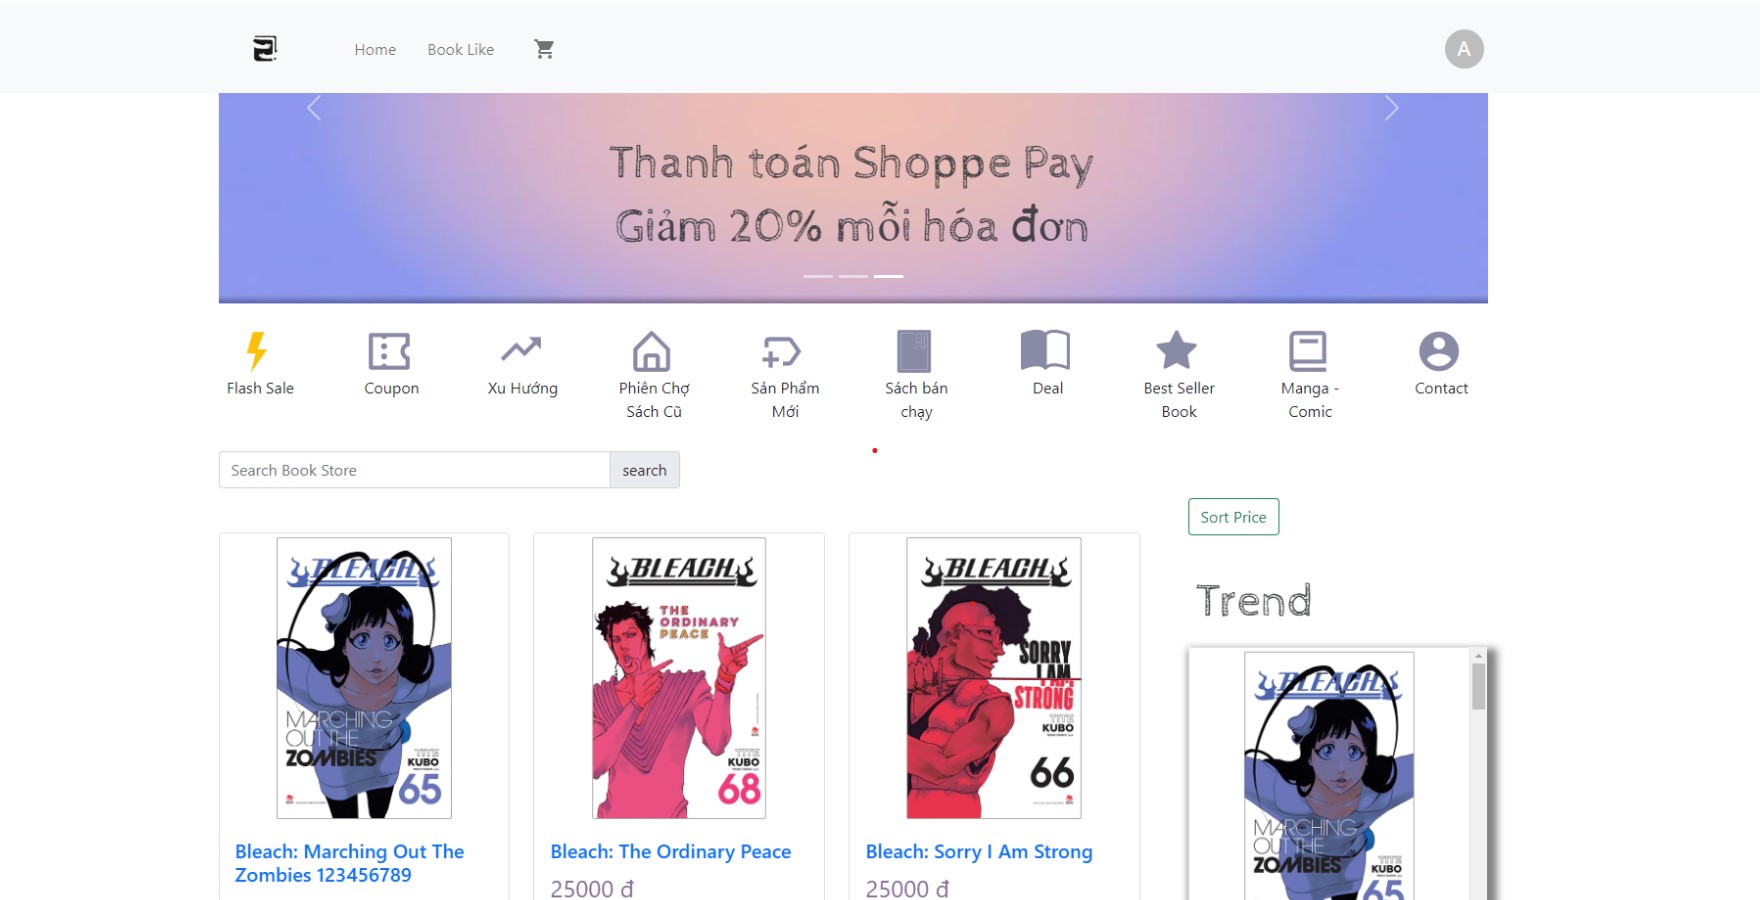 Home
Book Like
A
Thanh toán Shoppe Pay
Giảm 20% mỗi hóa đơn
Flash Sale
Coupon
Xu Hướng
Phiên Chợ
Sách Cũ
Sản Phẩm
Mới
Sách bán
chạy
Deal
Best Seller
Book
Manga -
Comic
Contact
Search Book Store
search
Sort Price
Trend
BLEACH
MARCHING
OUT THE
ZOMBIES
TITE
KUBO
65
BLEACH
THE
ORDINARY
PEACE
TITE
KUBO
68
BLEACH
SORRY
I AM
STRONG
TITE
KUBO
66
BLEACH
MARCHING
OUT THE
ZOMBIES
TITE
KUBO
65
Bleach: Marching Out The
Zombies 123456789
Bleach: The Ordinary Peace
25000 đ
Bleach: Sorry I Am Strong
25000 đ